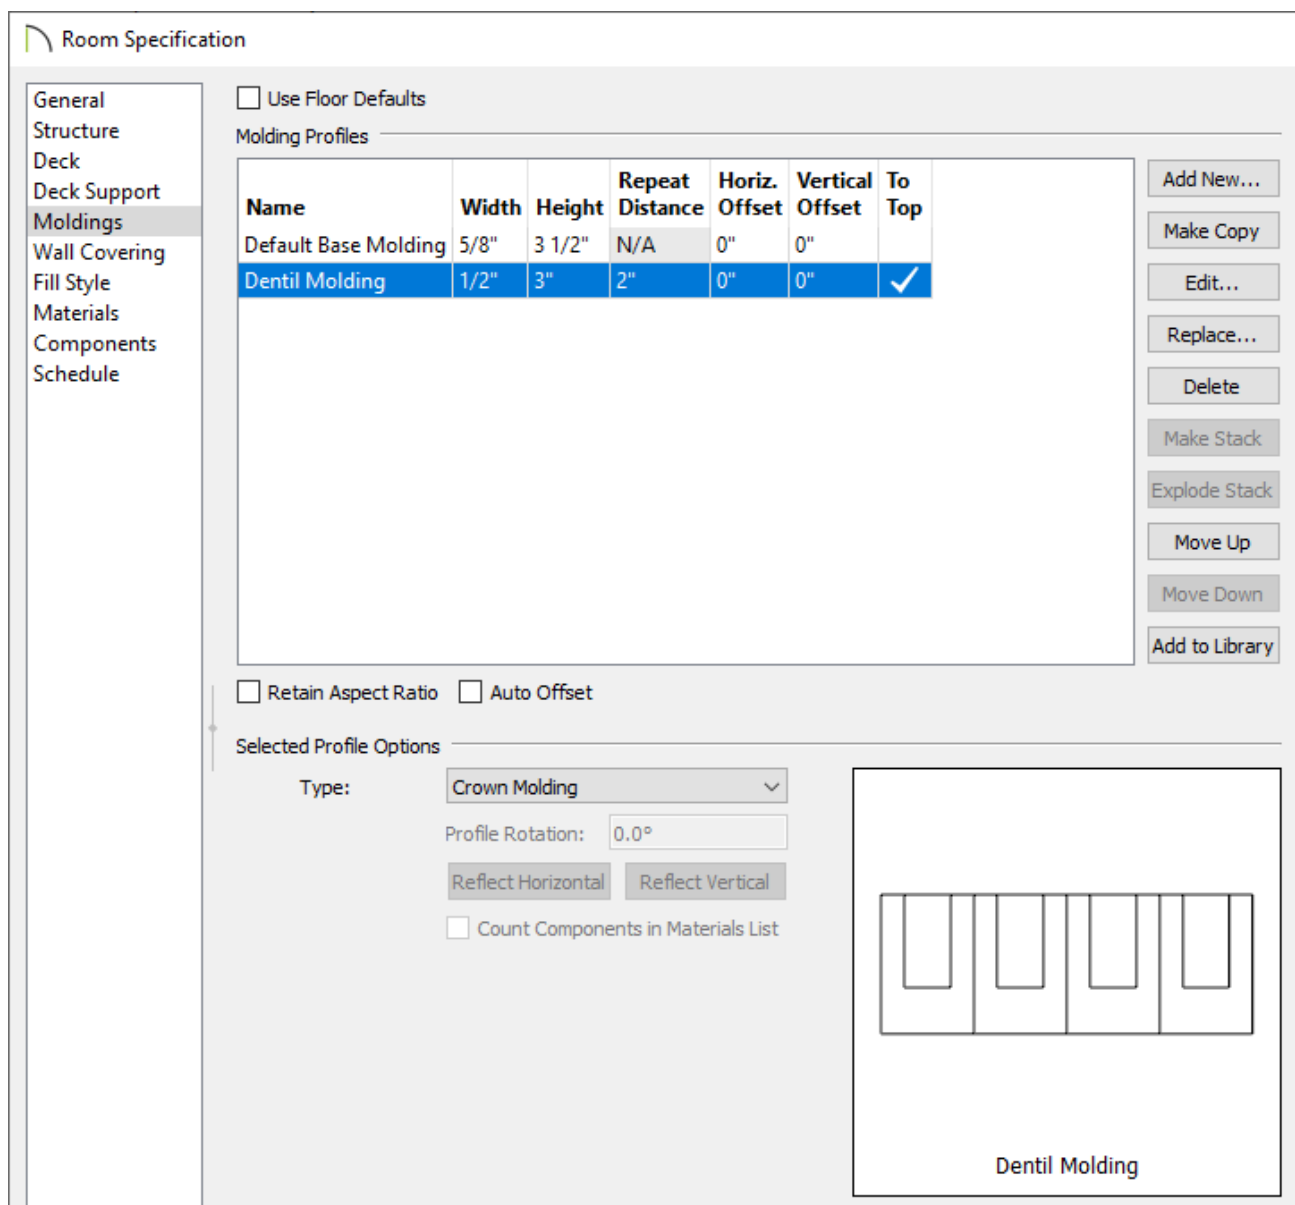 Room Specification
General
Structure
Deck
Deck Support
Moldings
Wall Covering
Fill Style
Materials
Components
Schedule
Use Floor Defaults
Molding Profiles
Name Width Height Repeat Distance Horiz. Offset Vertical Offset To Top
Default Base Molding 5/8" 3 1/2" N/A 0" 0"
Dentil Molding 1/2" 3" 2" 0" 0"
Add New...
Make Copy
Edit...
Replace...
Delete
Make Stack
Explode Stack
Move Up
Move Down
Add to Library
Retain Aspect Ratio Auto Offset
Selected Profile Options
Type: Crown Molding
Profile Rotation: 0.0°
Reflect Horizontal Reflect Vertical
Count Components in Materials List
Dentil Molding